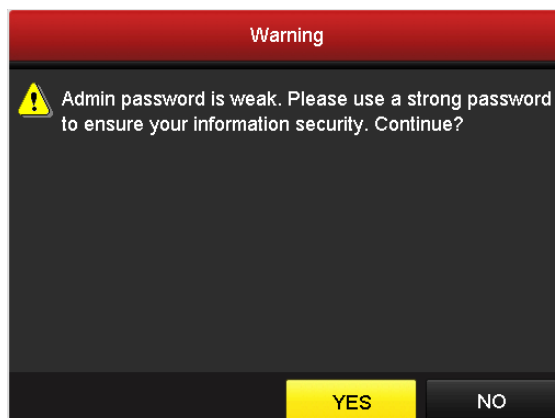 Warning
Admin password is weak. Please use a strong password
to ensure your information security. Continue?
YES
NO